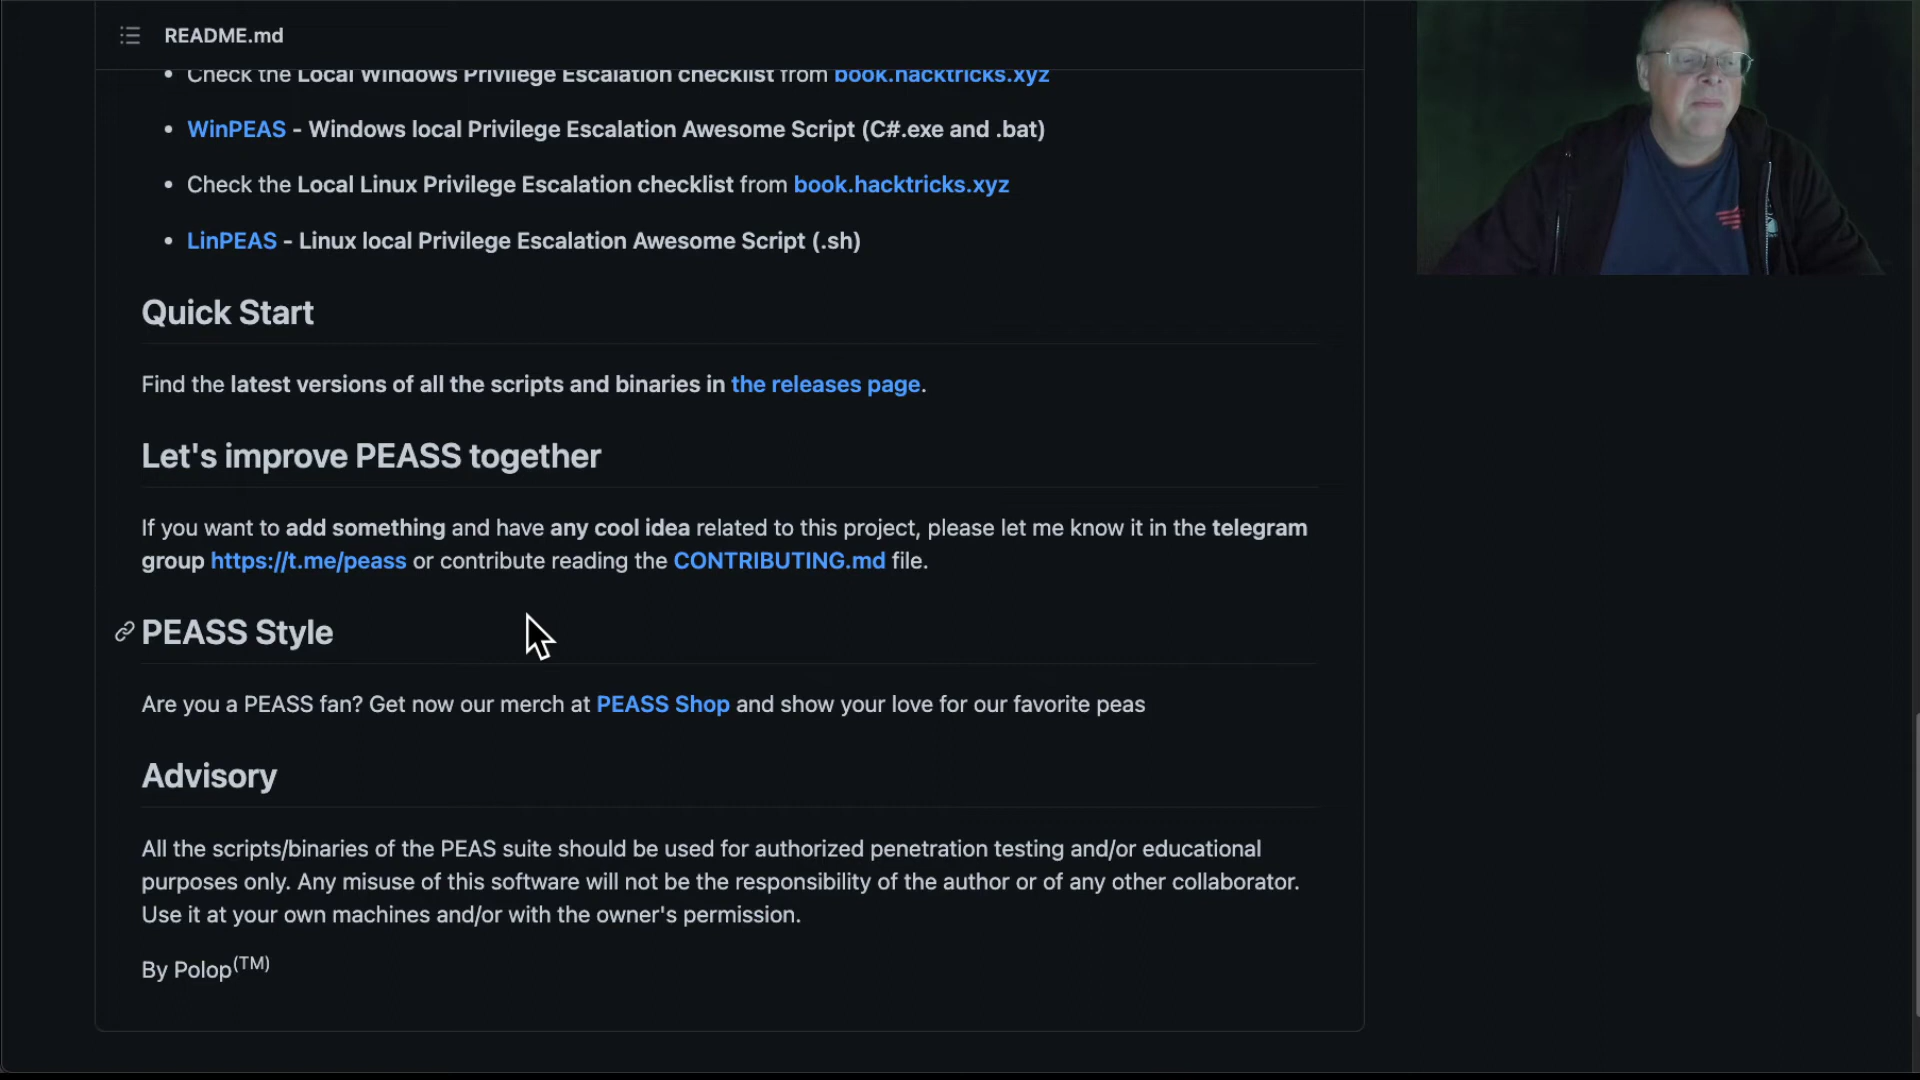 README.md
Check the Local Windows Privilege Escalation checklist from book.hacktricks.xyz
WinPEAS - Windows local Privilege Escalation Awesome Script (C#.exe and .bat)
Check the Local Linux Privilege Escalation checklist from book.hacktricks.xyz
LinPEAS - Linux local Privilege Escalation Awesome Script (.sh)
Quick Start
Find the latest versions of all the scripts and binaries in the releases page.
Let's improve PEASS together
If you want to add something and have any cool idea related to this project, please let me know it in the telegram
group https://t.me/peass or contribute reading the CONTRIBUTING.md file.
PEASS Style
Are you a PEASS fan? Get now our merch at PEASS Shop and show your love for our favorite peas
Advisory
All the scripts/binaries of the PEAS suite should be used for authorized penetration testing and/or educational
purposes only. Any misuse of this software will not be the responsibility of the author or of any other collaborator.
Use it at your own machines and/or with the owner's permission.
By Polop(TM)